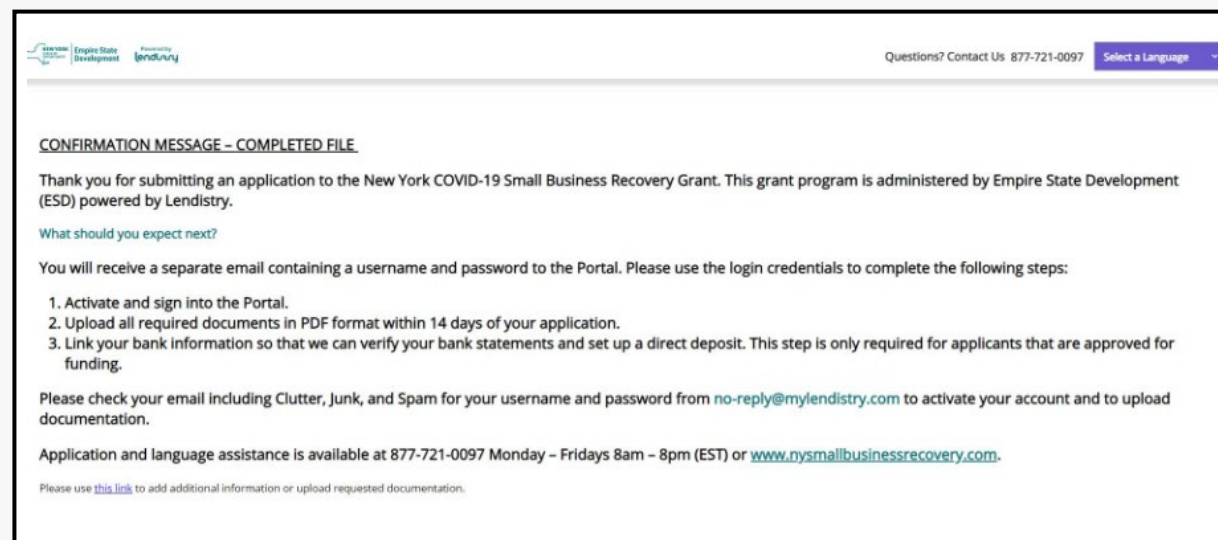 NEW YORK
Empire State
Development
Powered by
lendistry
Questions? Contact Us 877-721-0097
Select a Language
CONFIRMATION MESSAGE – COMPLETED FILE
Thank you for submitting an application to the New York COVID-19 Small Business Recovery Grant. This grant program is administered by Empire State Development
(ESD) powered by Lendistry.
What should you expect next?
You will receive a separate email containing a username and password to the Portal. Please use the login credentials to complete the following steps:
1. Activate and sign into the Portal.
2. Upload all required documents in PDF format within 14 days of your application.
3. Link your bank information so that we can verify your bank statements and set up a direct deposit. This step is only required for applicants that are approved for
funding.
Please check your email including Clutter, Junk, and Spam for your username and password from no-reply@mylendistry.com to activate your account and to upload
documentation.
Application and language assistance is available at 877-721-0097 Monday – Fridays 8am – 8pm (EST) or www.nysmallbusinessrecovery.com.
Please use this link to add additional information or upload requested documentation.